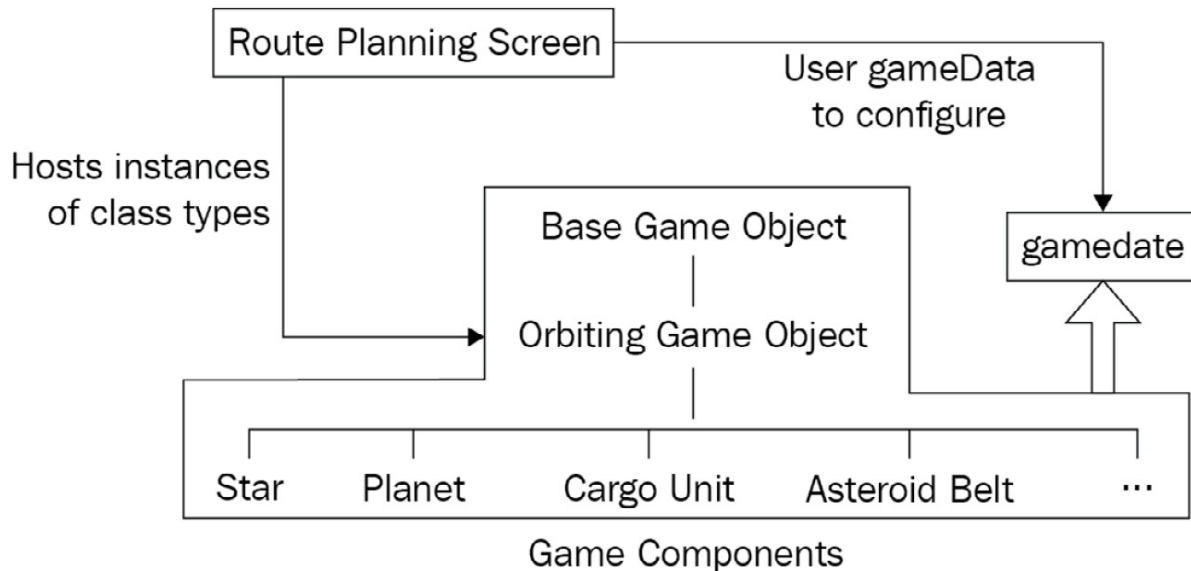 Route Planning Screen
User gameData
to configure
Hosts instances
of class types
Base Game Object
gamedate
Orbiting Game Object
Star
Planet
Cargo Unit
Asteroid Belt
...
Game Components